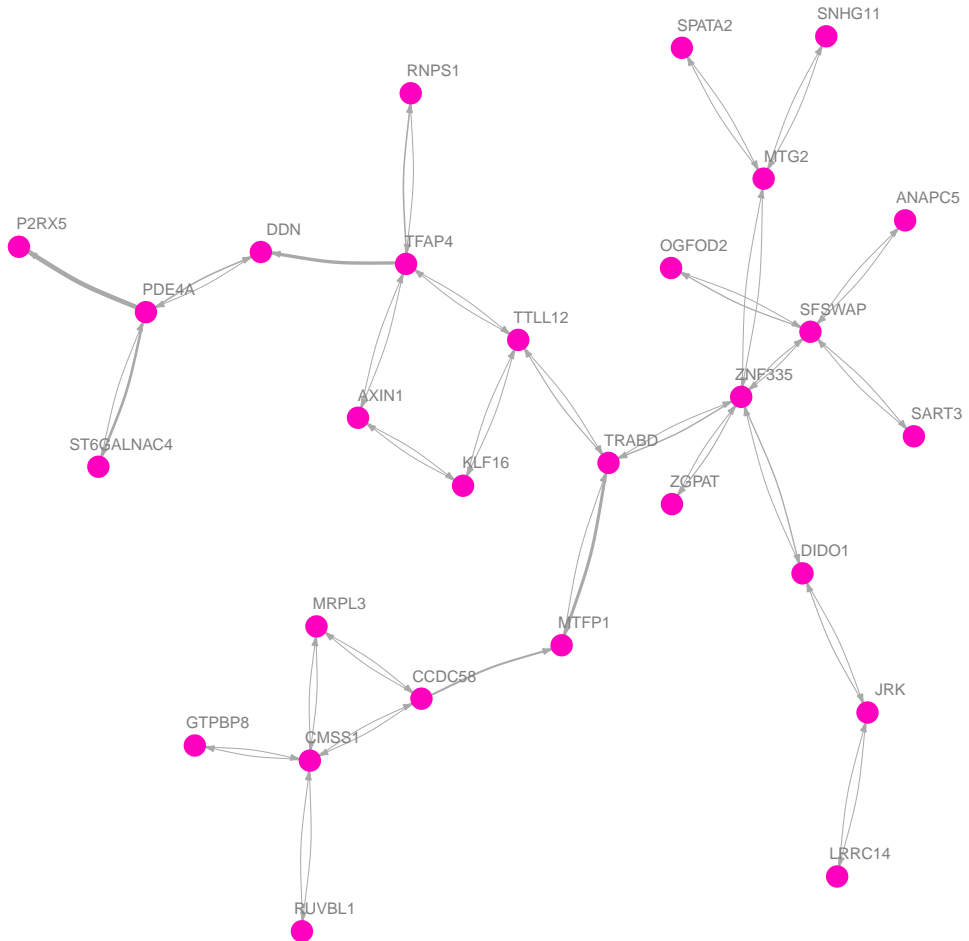 SNHG11
SPATA2
RNPS1
MTG2
ANAPC5
P2RX5
DDN
TFAP4
OGFOD2
PDE4A
SFSWAP
TTLL12
ZNF335
AXIN1
SART3
ST6GALNAC4
KLF16
TRABD
ZGPAT
DIDO1
MRPL3
MTFP1
CCDC58
JRK
GTPBP8
CMSS1
LRRC14
RUVBL1